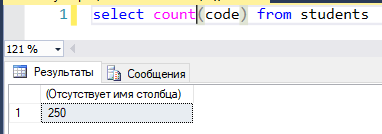 1 select count(code) from students
121 %
Результаты Сообщения
(Отсутствует имя столбца)
1 250